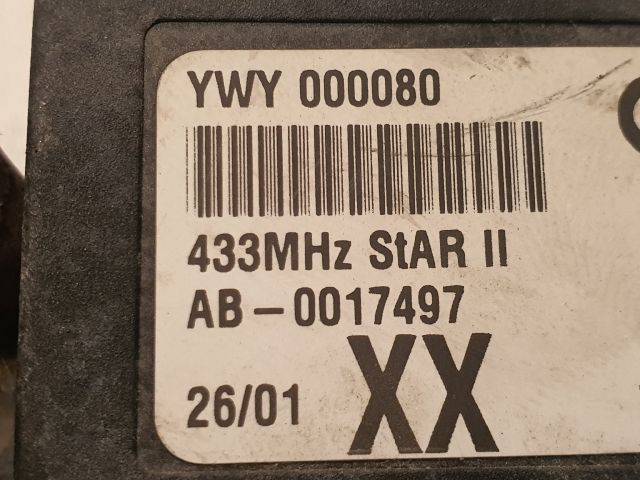 YWY 000080
433MHz StAR II
AB-0017497
26/01 XX